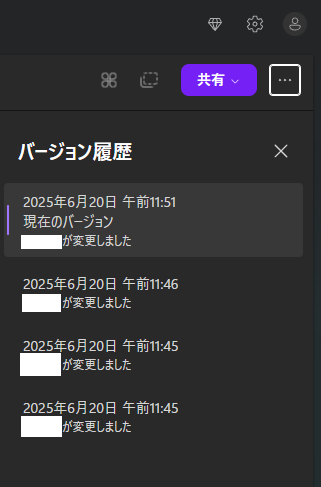 共有
バージョン履歴
2025年6月20日 午前11:51
現在のバージョン
が変更しました
2025年6月20日 午前11:46
が変更しました
2025年6月20日 午前11:45
が変更しました
2025年6月20日 午前11:45
が変更しました